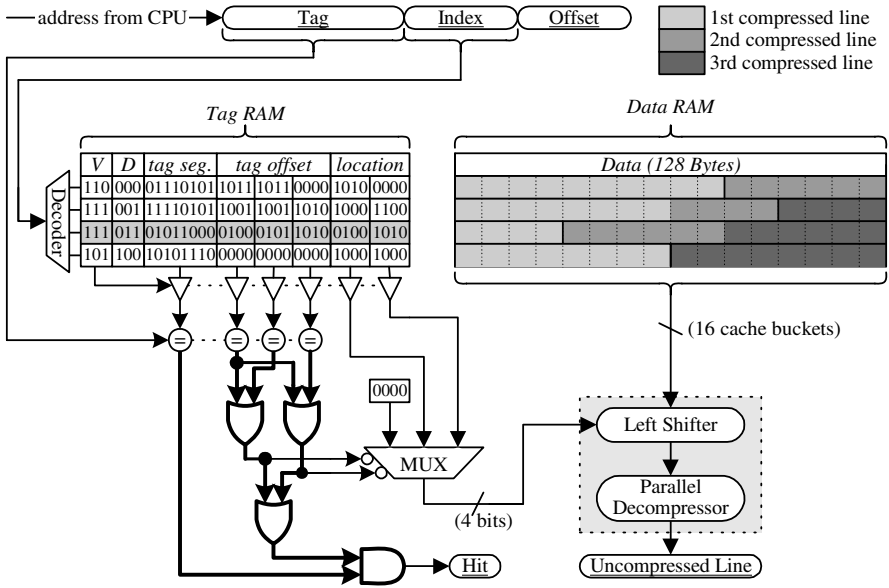 address from CPU
Tag
Index
Offset
1st compressed line
2nd compressed line
3rd compressed line
Tag RAM
Data RAM
V D tag seg. tag offset location
Data (128 Bytes)
110 000 01110101 1011 1011 0000 1010 0000
111 001 11110101 1001 1001 1010 1000 1100
111 011 01011000 0100 0101 1010 0100 1010
101 100 10101110 0000 0000 0000 1000 1000
Decoder
= = = =
(16 cache buckets)
0000
MUX
Left Shifter
Parallel
Decompressor
(4 bits)
Hit
Uncompressed Line